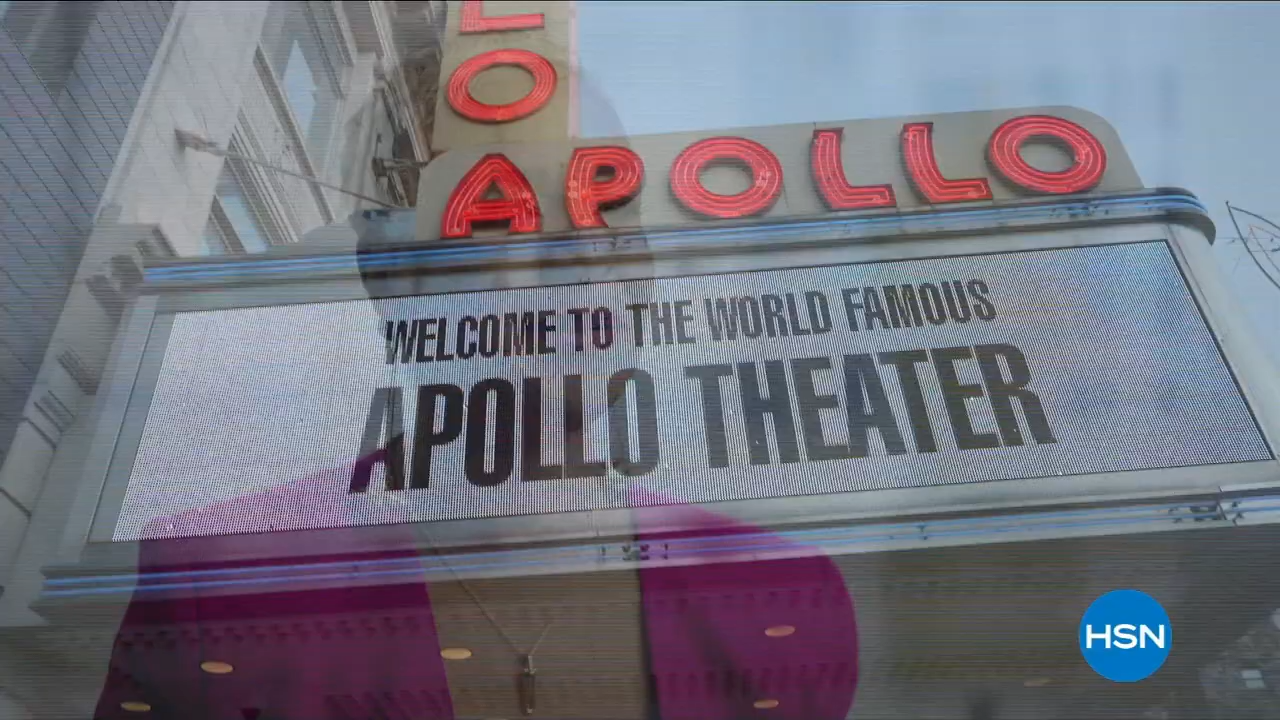 L
O
APOLLO
WELCOME TO THE WORLD FAMOUS
APOLLO THEATER
HSN